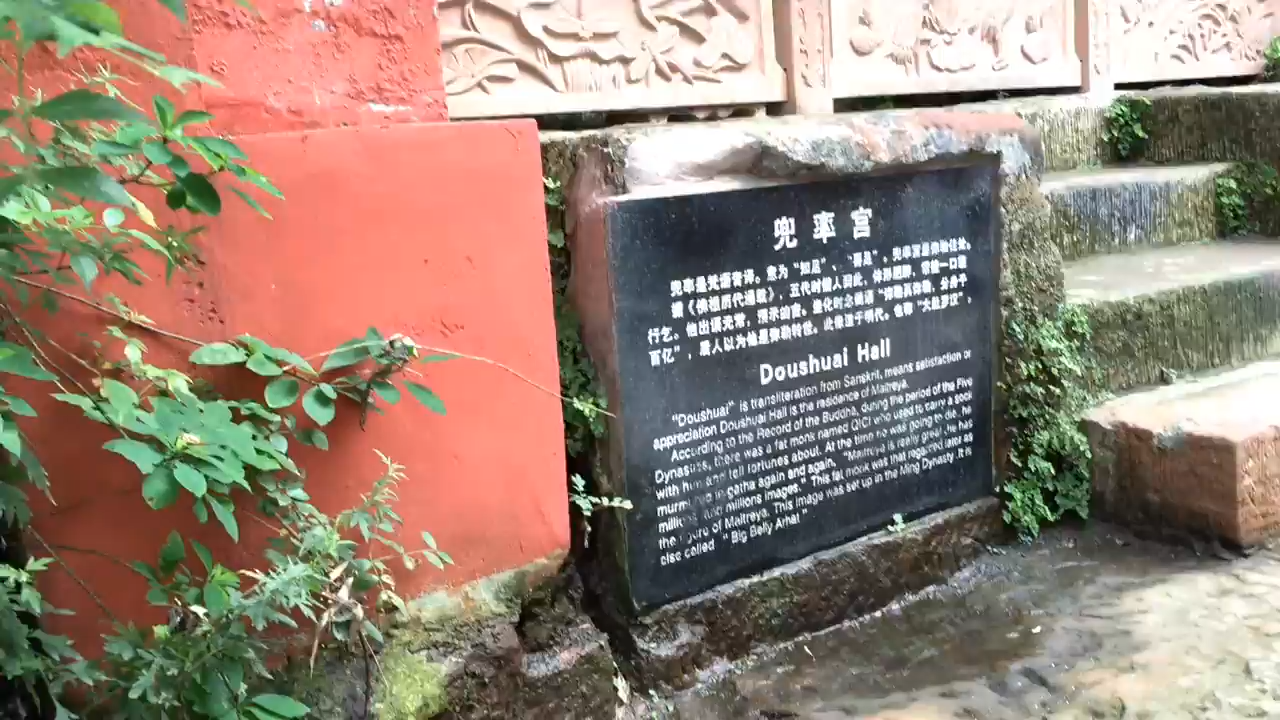 兜率宫
兜率是梵语音译。意为“知足”、“喜足”。兜率宫是弥勒住处。
据《佛祖历代通载》，五代时僧人契此，体形肥胖，常携一口袋
行乞。他出语无常，预示凶吉。坐化时念偈语“弥勒真弥勒，分身千
百亿”，后人以为他是弥勒转世。此像造于明代。也称“大肚罗汉”。
Doushuai Hall
"Doushuai" is transliteration from Sanskrit, means satisfaction or
appreciation Doushuai Hall is the residence of Maitreya.
According to the Record of the Buddha, during the period of the Five
Dynasties, there was a fat monk named QICI who used to carry a sock
with him and tell fortunes about. At the time he was going to die, he
murmured in gatha again and again, "Maitreya is really great ,he has
millions and millions images." This fat monk was that regarded later as
the figure of Maitreya. This image was set up in the Ming Dynasty .It is
clse called " Big Belly Arhat "